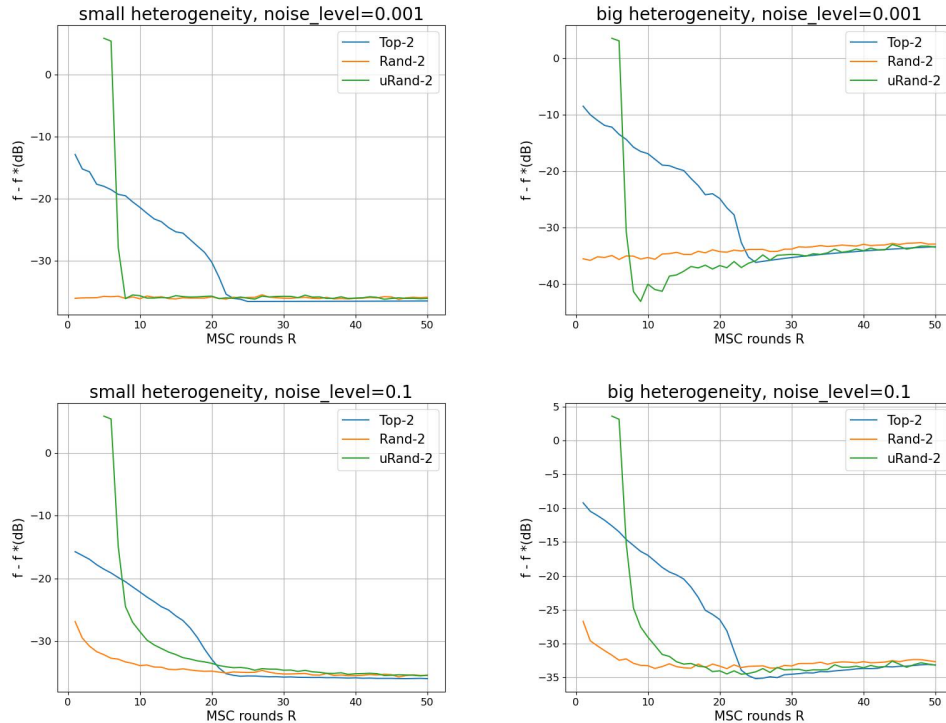 small heterogeneity, noise_level=0.001
f - f *(dB)
0
−10
−20
−30
Top-2
Rand-2
uRand-2
0 10 20 30 40 50
MSC rounds R
big heterogeneity, noise_level=0.001
f - f *(dB)
0
−10
−20
−30
−40
Top-2
Rand-2
uRand-2
0 10 20 30 40 50
MSC rounds R
small heterogeneity, noise_level=0.1
f - f *(dB)
0
−10
−20
−30
Top-2
Rand-2
uRand-2
0 10 20 30 40 50
MSC rounds R
big heterogeneity, noise_level=0.1
f - f *(dB)
5
0
−5
−10
−15
−20
−25
−30
−35
Top-2
Rand-2
uRand-2
0 10 20 30 40 50
MSC rounds R